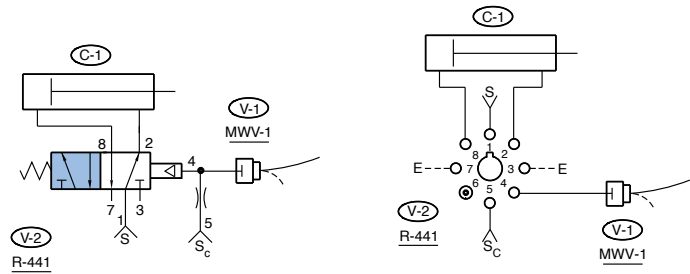 C-1
V-1
MWV-1
8 2
4
7 1 3
5
S
Sc
V-2
R-441
C-1
S
1
8 2
E 7 3 E
6 4
5
V-2
R-441
SC
V-1
MWV-1